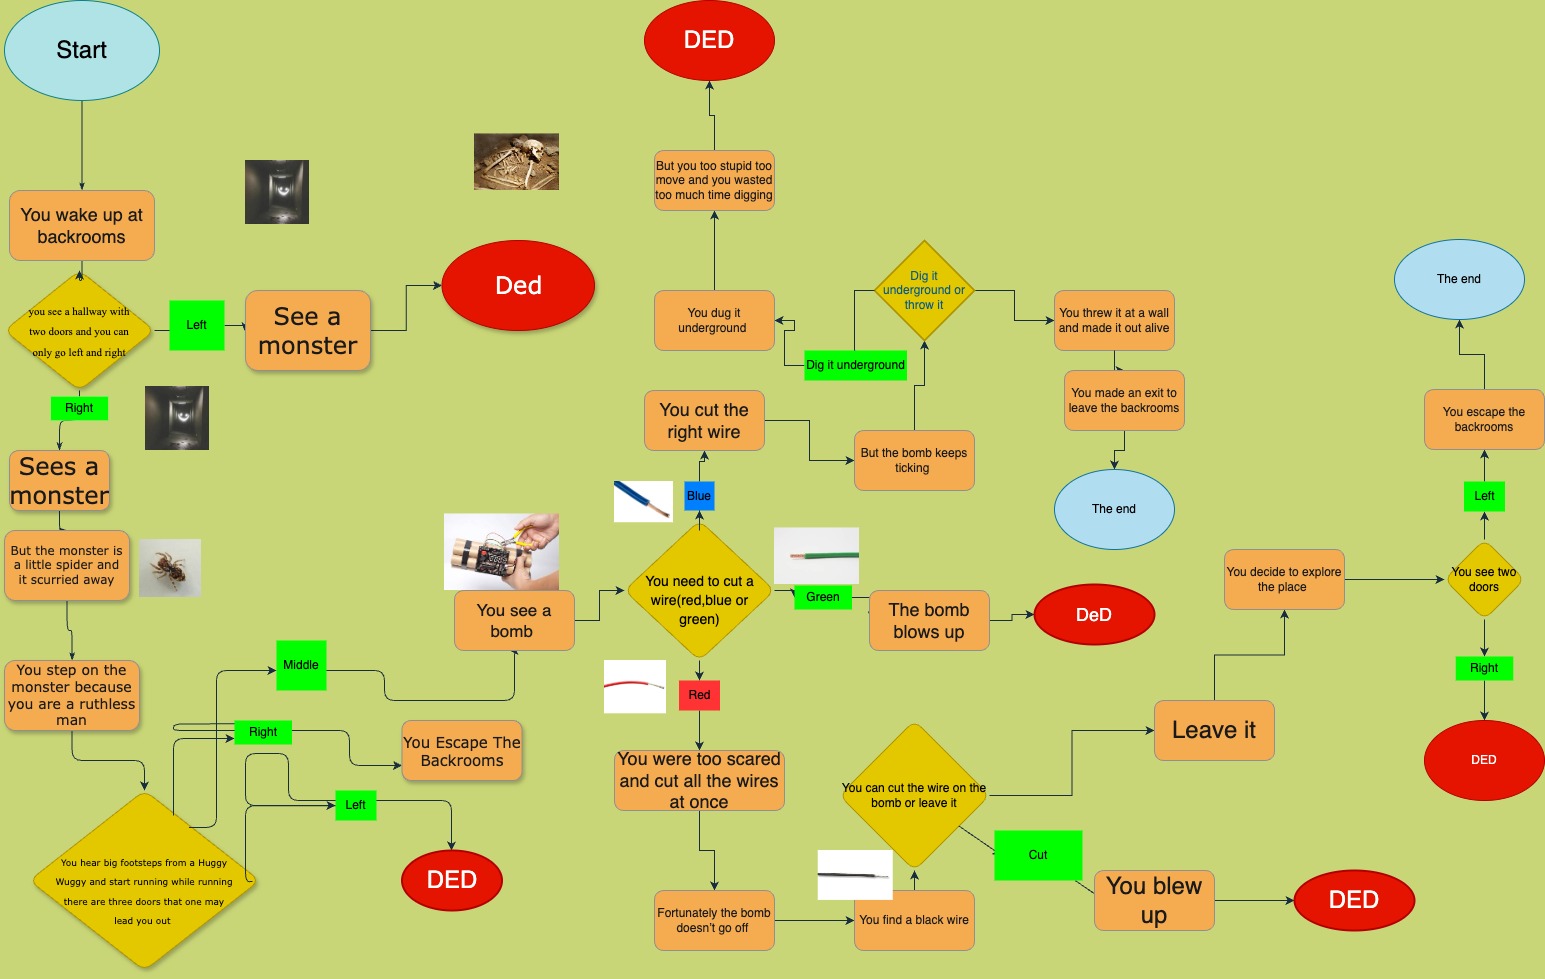 Start
You wake up at
backrooms
you see a hallway with
two doors and you can
only go left and right
Left
See a
monster
Ded
Right
Sees a
monster
But the monster is
a little spider and
it scurried away
You step on the
monster because
you are a ruthless
man
You hear big footsteps from a Huggy
Wuggy and start running while running
there are three doors that one may
lead you out
Middle
Right
You Escape The
Backrooms
Left
DED
You see a
bomb
You need to cut a
wire(red,blue or
green)
Blue
You cut the
right wire
But the bomb keeps
ticking
Dig it
underground or
throw it
Dig it underground
You dug it
underground
But you too stupid too
move and you wasted
too much time digging
DED
You threw it at a wall
and made it out alive
You made an exit to
leave the backrooms
The end
Green
The bomb
blows up
DeD
Red
You were too scared
and cut all the wires
at once
Fortunately the bomb
doesn't go off
You find a black wire
You can cut the wire on the
bomb or leave it
Cut
You blew
up
DED
Leave it
You decide to explore
the place
You see two
doors
Left
You escape the
backrooms
The end
Right
DED